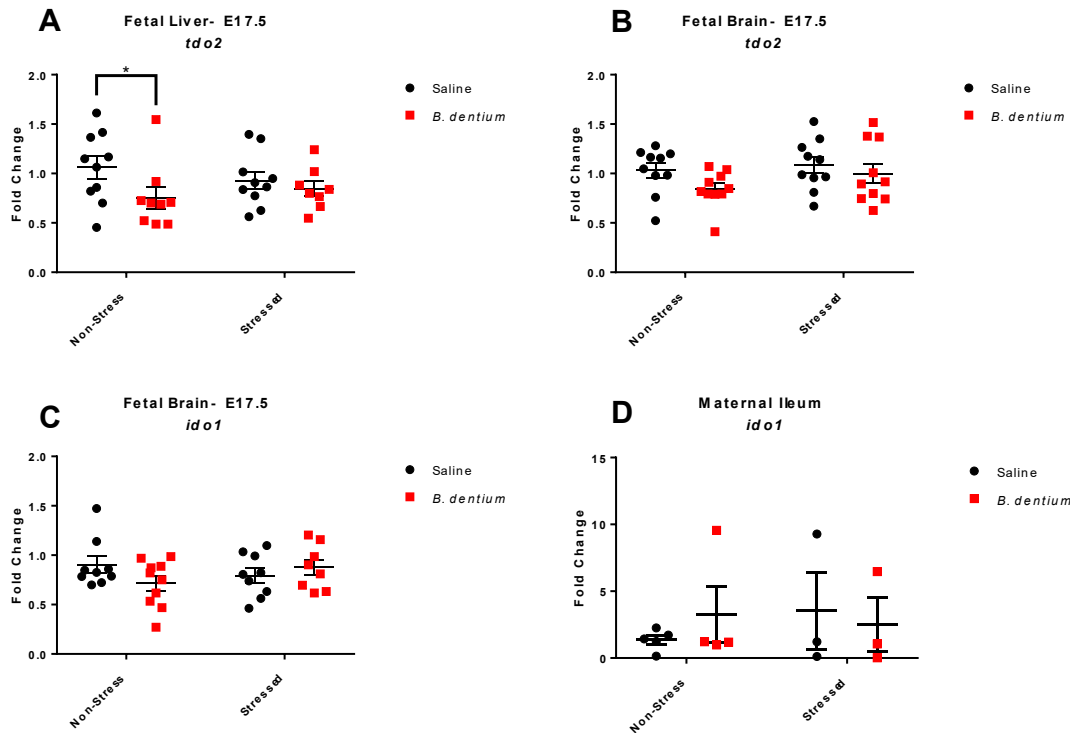 A
Fetal Liver- E17.5
tdo2
*
Saline
B. dentium
Fold Change
2.0
1.5
1.0
0.5
0.0
Non-Stress
Stressed
B
Fetal Brain- E17.5
tdo2
Saline
B. dentium
Fold Change
2.0
1.5
1.0
0.5
0.0
Non-Stress
Stressed
C
Fetal Brain- E17.5
ido1
Saline
B. dentium
Fold Change
2.0
1.5
1.0
0.5
0.0
Non-Stress
Stressed
D
Maternal Ileum
ido1
Saline
B. dentium
Fold Change
15
10
5
0
Non-Stress
Stressed